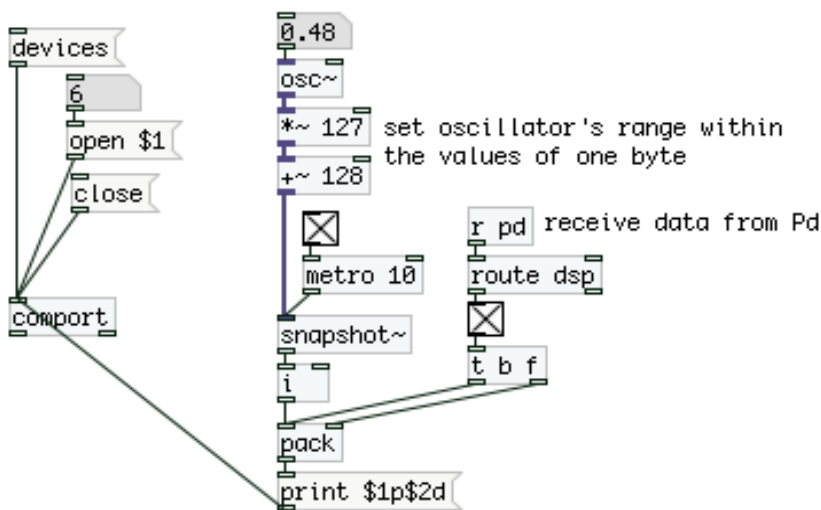 devices
6
open $1
close
comport
0.48
osc~
*~ 127
set oscillator's range within
the values of one byte
+~ 128
metro 10
r pd
receive data from Pd
route dsp
snapshot~
i
t b f
pack
print $1p$2d